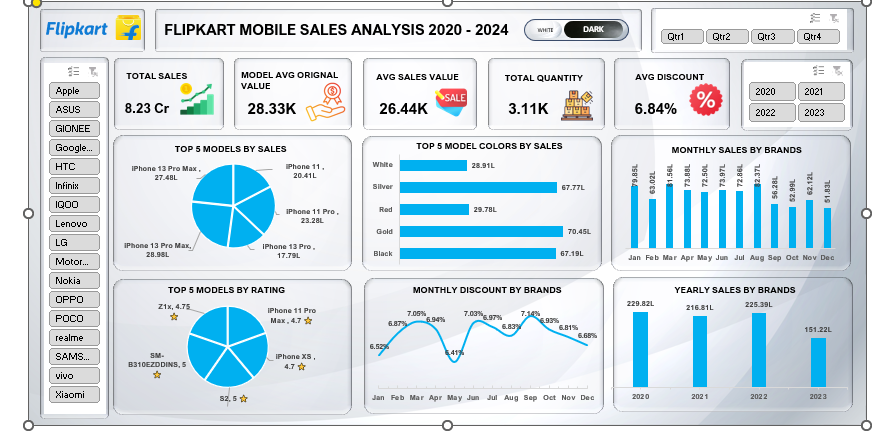 Flipkart
FLIPKART MOBILE SALES ANALYSIS 2020 - 2024
WHITE
DARK
Qtr1
Qtr2
Qtr3
Qtr4
Apple
ASUS
GIONEE
Google...
HTC
Infinix
IQOO
Lenovo
LG
Motor...
Nokia
OPPO
POCO
realme
SAMS...
vivo
Xiaomi
TOTAL SALES
8.23 Cr
MODEL AVG ORIGNAL
VALUE
28.33K
AVG SALES VALUE
26.44K
SALE
TOTAL QUANTITY
3.11K
AVG DISCOUNT
6.84%
%
2020
2021
2022
2023
TOP 5 MODELS BY SALES
iPhone 13 Pro Max ,
27.48L
iPhone 11 ,
20.41L
iPhone 11 Pro ,
23.28L
iPhone 13 Pro ,
17.79L
iPhone 13 Pro Max,
28.98L
TOP 5 MODEL COLORS BY SALES
White
28.91L
Silver
67.77L
Red
29.78L
Gold
70.45L
Black
67.19L
MONTHLY SALES BY BRANDS
79.85L
63.02L
81.56L
73.88L
72.50L
73.97L
72.86L
82.37L
56.28L
52.99L
62.12L
51.83L
Jan Feb Mar Apr May Jun Jul Aug Sep Oct Nov Dec
TOP 5 MODELS BY RATING
Z1x, 4.75
iPhone 11 Pro
Max , 4.7
iPhone XS ,
4.7
S2, 5
SM-
B310EZDDINS, 5
MONTHLY DISCOUNT BY BRANDS
6.52%
6.87%
7.05%
6.94%
6.41%
7.03%
6.97%
6.83%
7.14%
6.93%
6.81%
6.68%
Jan Feb Mar Apr May Jun Jul Aug Sep Oct Nov Dec
YEARLY SALES BY BRANDS
229.82L
216.81L
225.39L
151.22L
2020
2021
2022
2023